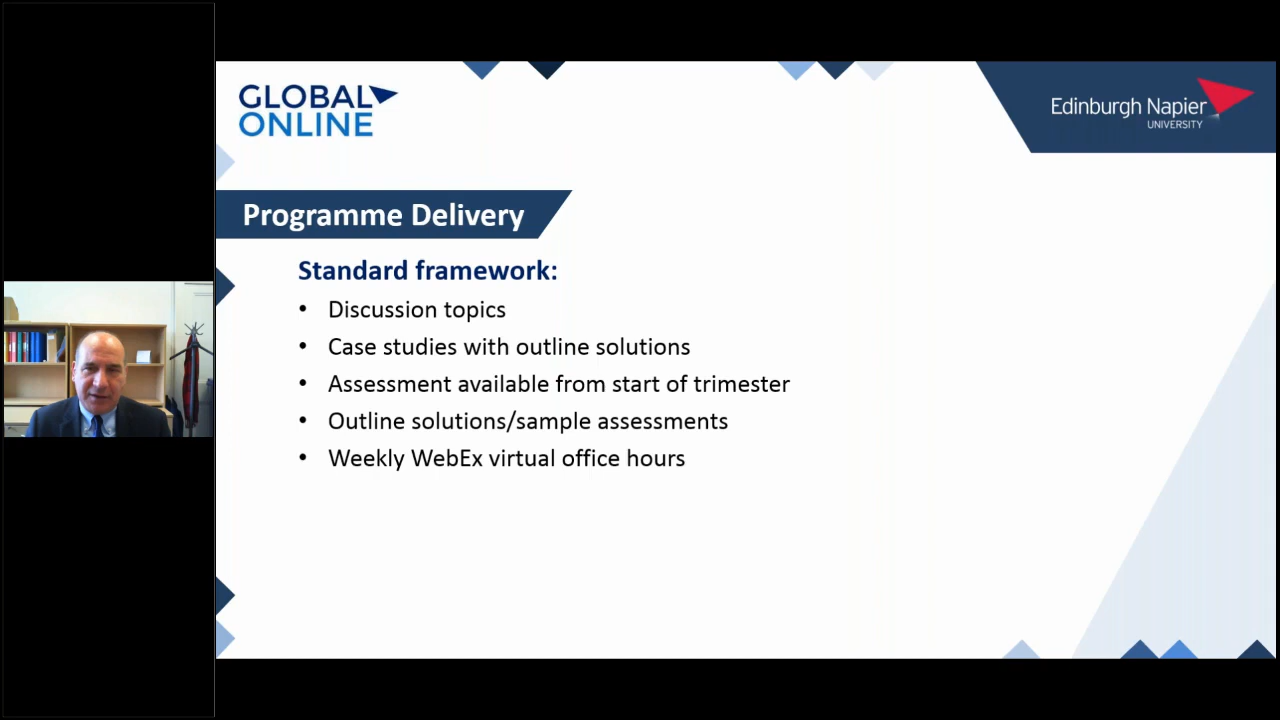 GLOBAL
ONLINE
Edinburgh Napier
UNIVERSITY
Programme Delivery
Standard framework:
• Discussion topics
• Case studies with outline solutions
• Assessment available from start of trimester
• Outline solutions/sample assessments
• Weekly WebEx virtual office hours